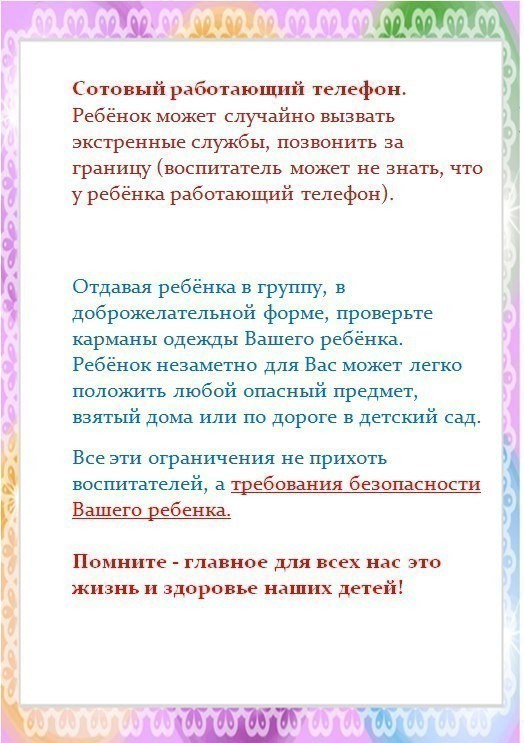 Сотовый работающий телефон.
Ребёнок может случайно вызвать
экстренные службы, позвонить за
границу (воспитатель может не знать, что
у ребёнка работающий телефон).
Отдавая ребёнка в группу, в
доброжелательной форме, проверьте
карманы одежды Вашего ребёнка.
Ребёнок незаметно для Вас может легко
положить любой опасный предмет,
взятый дома или по дороге в детский сад.
Все эти ограничения не прихоть
воспитателей, а требования безопасности
Вашего ребенка.
Помните - главное для всех нас это
жизнь и здоровье наших детей!